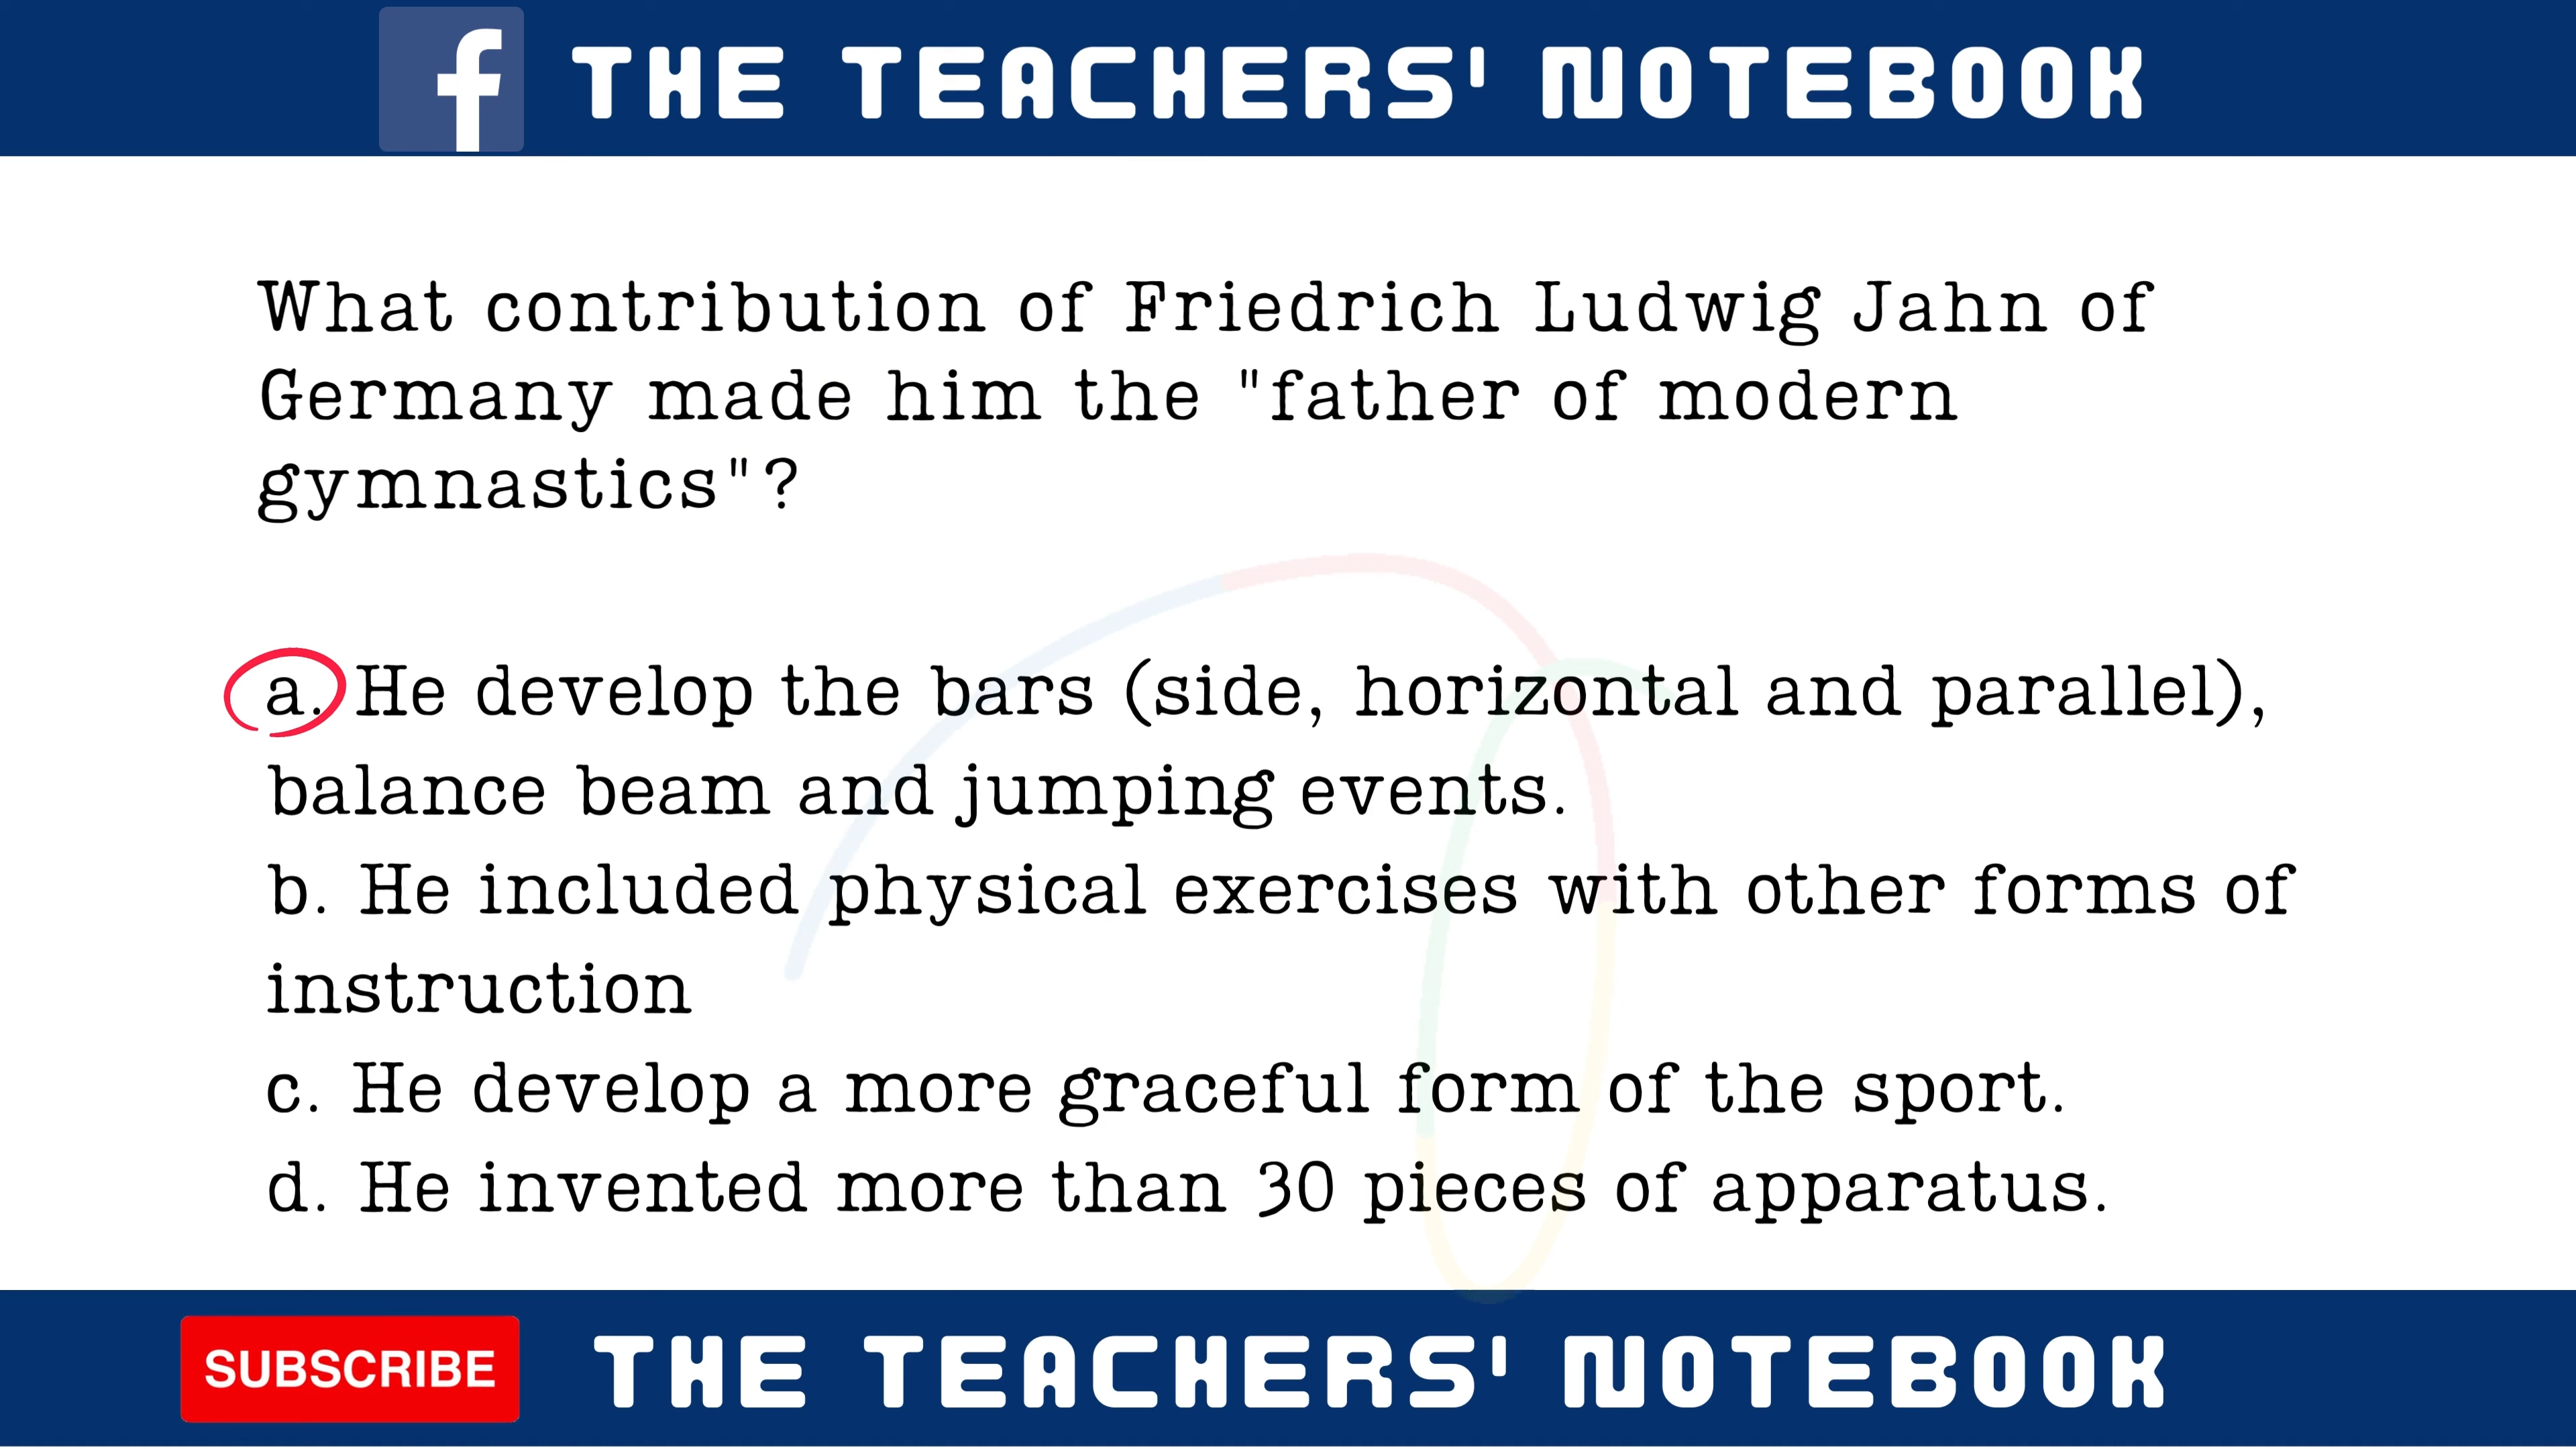 THE TEACHERS' NOTEBOOK
What contribution of Friedrich Ludwig Jahn of
Germany made him the "father of modern
gymnastics"?
a. He develop the bars (side, horizontal and parallel),
balance beam and jumping events.
b. He included physical exercises with other forms of
instruction
c. He develop a more graceful form of the sport.
d. He invented more than 30 pieces of apparatus.
SUBSCRIBE THE TEACHERS' NOTEBOOK